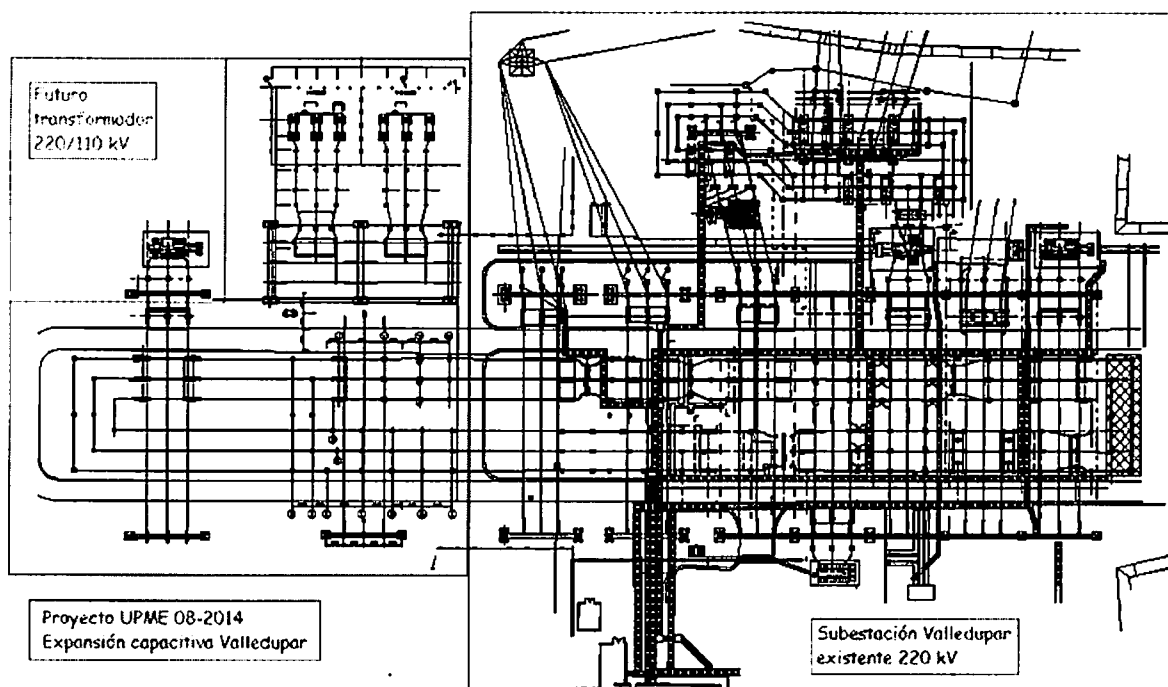 Futuro
transformador
220/110 kV
Proyecto UPME 08-2014
Expansión capacitiva Valledupar
Subestación Valledupar
existente 220 kV